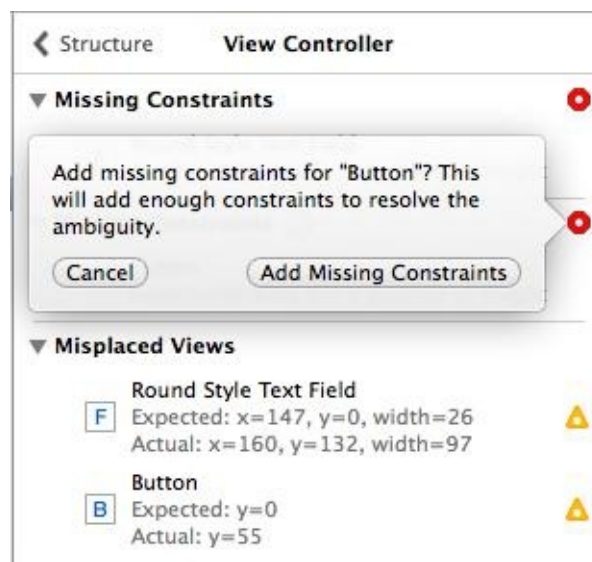 Structure
View Controller
Missing Constraints
Add missing constraints for "Button"? This
will add enough constraints to resolve the
ambiguity.
Cancel
Add Missing Constraints
Misplaced Views
Round Style Text Field
F
Expected: x=147, y=0, width=26
Actual: x=160, y=132, width=97
Button
B
Expected: y=0
Actual: y=55